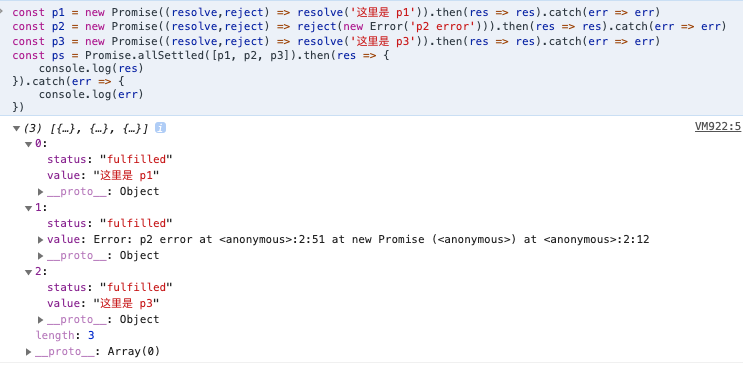 const p1 = new Promise((resolve,reject) => resolve('这里是 p1')).then(res => res).catch(err => err)
const p2 = new Promise((resolve,reject) => reject(new Error('p2 error'))).then(res => res).catch(err => err)
const p3 = new Promise((resolve,reject) => resolve('这里是 p3')).then(res => res).catch(err => err)
const ps = Promise.allSettled([p1, p2, p3]).then(res => {
    console.log(res)
}).catch(err => {
    console.log(err)
})
(3) [{…}, {…}, {…}] i VM922:5
0:
status: "fulfilled"
value: "这里是 p1"
__proto__: Object
1:
status: "fulfilled"
value: Error: p2 error at <anonymous>:2:51 at new Promise (<anonymous>) at <anonymous>:2:12
__proto__: Object
2:
status: "fulfilled"
value: "这里是 p3"
__proto__: Object
length: 3
__proto__: Array(0)